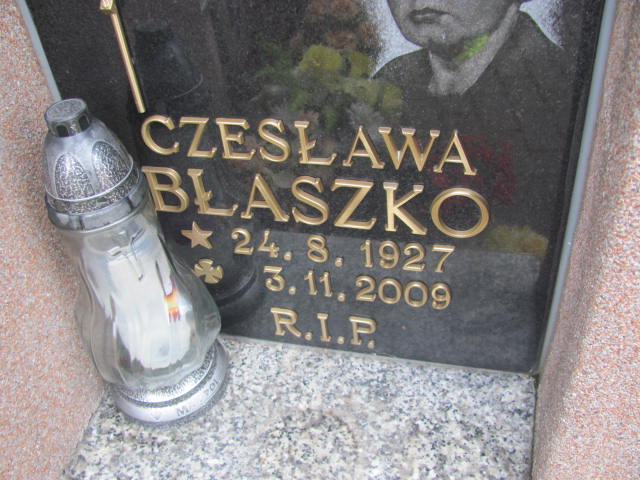 CZESŁAWA
BŁASZKO
24. 8. 1927
3. 11. 2009
R.I.P.